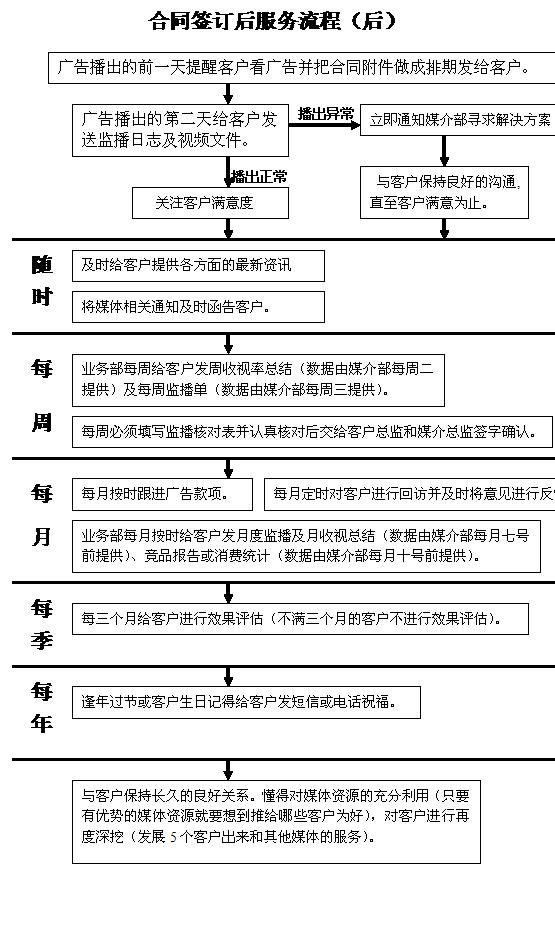 合同签订后服务流程（后）
广告播出的前一天提醒客户看广告并把合同附件做成排期发给客户。
广告播出的第二天给客户发
送监播日志及视频文件。
播出异常
立即通知媒介部寻求解决方案
播出正常
与客户保持良好的沟通,
直至客户满意为止。
关注客户满意度
随
时
及时给客户提供各方面的最新资讯
将媒体相关通知及时函告客户。
每
周
业务部每周给客户发周收视率总结（数据由媒介部每周二
提供）及每周监播单（数据由媒介部每周三提供）。
每周必须填写监播核对表并认真核对后交给客户总监和媒介总监签字确认。
每
月
每月按时跟进广告款项。
每月定时对客户进行回访并及时将意见进行反
业务部每月按时给客户发月度监播及月收视总结（数据由媒介部每月七号
前提供）、竞品报告或消费统计（数据由媒介部每月十号前提供）。
每
季
每三个月给客户进行效果评估（不满三个月的客户不进行效果评估）。
每
年
逢年过节或客户生日记得给客户发短信或电话祝福。
与客户保持长久的良好关系。懂得对媒体资源的充分利用（只要
有优势的媒体资源就要想到推给哪些客户为好），对客户进行再
度深挖（发展 5 个客户出来和其他媒体的服务）。